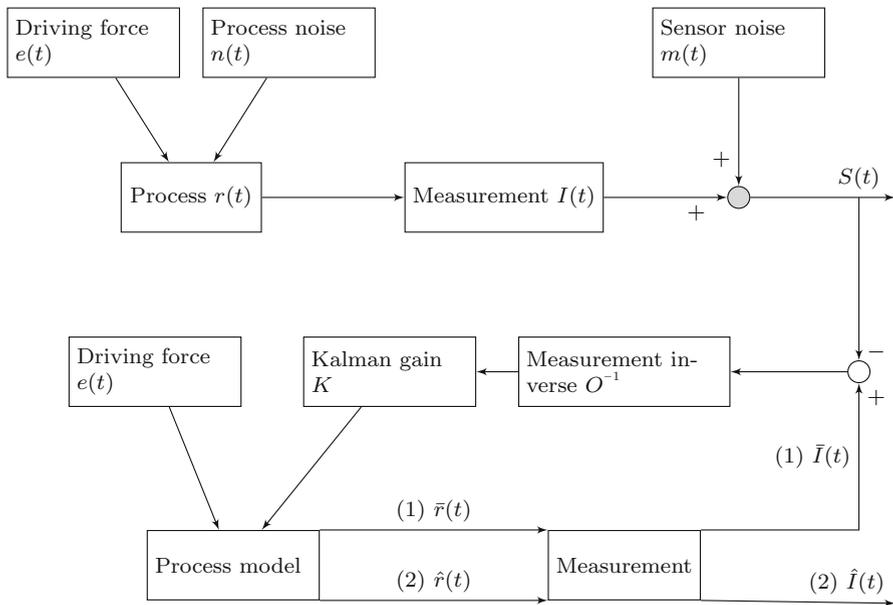 Driving force
e(t)
Process noise
n(t)
Sensor noise
m(t)
+
S(t)
Process r(t)
Measurement I(t)
+
Driving force
e(t)
Kalman gain
K
Measurement in-
verse O⁻¹
−
+
(1) Ī(t)
(1) r̄(t)
Process model
Measurement
(2) r̂(t)
(2) Î(t)